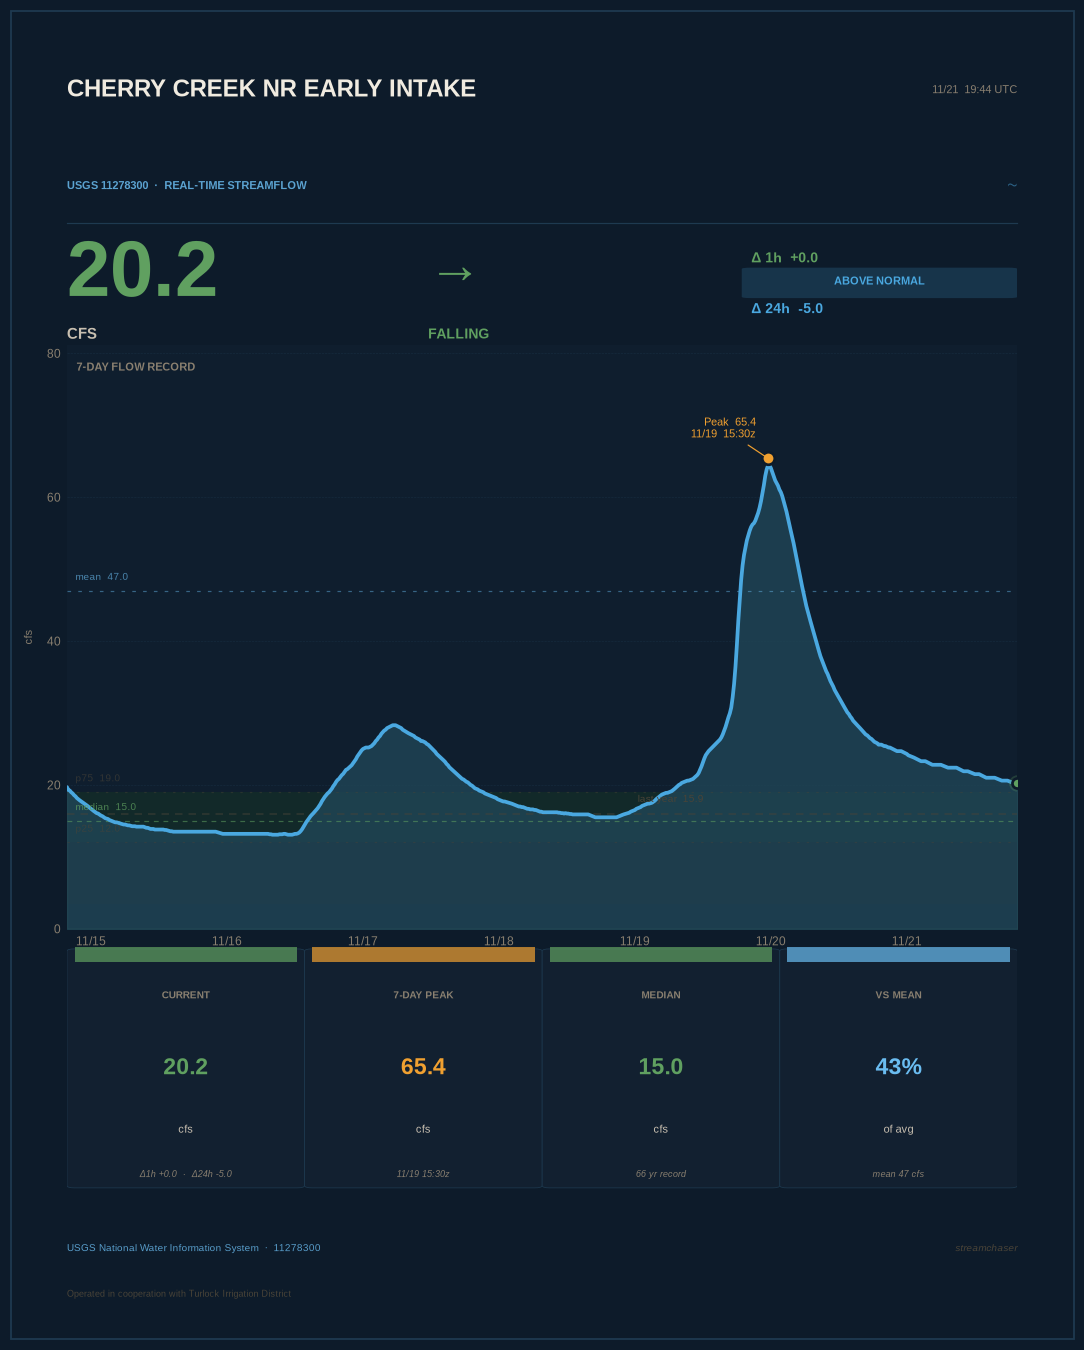 CHERRY CREEK NR EARLY INTAKE
11/21 19:44 UTC
USGS 11278300 · REAL-TIME STREAMFLOW
~
20.2
→
Δ 1h +0.0
ABOVE NORMAL
Δ 24h -5.0
CFS
FALLING
80
7-DAY FLOW RECORD
Peak 65.4
11/19 15:30z
60
mean 47.0
cfs
40
p75 19.0
20
median 15.0
0
11/15
11/16
11/17
11/18
11/19
11/20
11/21
CURRENT
7-DAY PEAK
MEDIAN
VS MEAN
20.2
65.4
15.0
43%
cfs
cfs
cfs
of avg
Δ1h +0.0 · Δ24h -5.0
11/19 15:30z
66 yr record
mean 47 cfs
USGS National Water Information System · 11278300
streamchaser
Operated in cooperation with Turlock Irrigation District